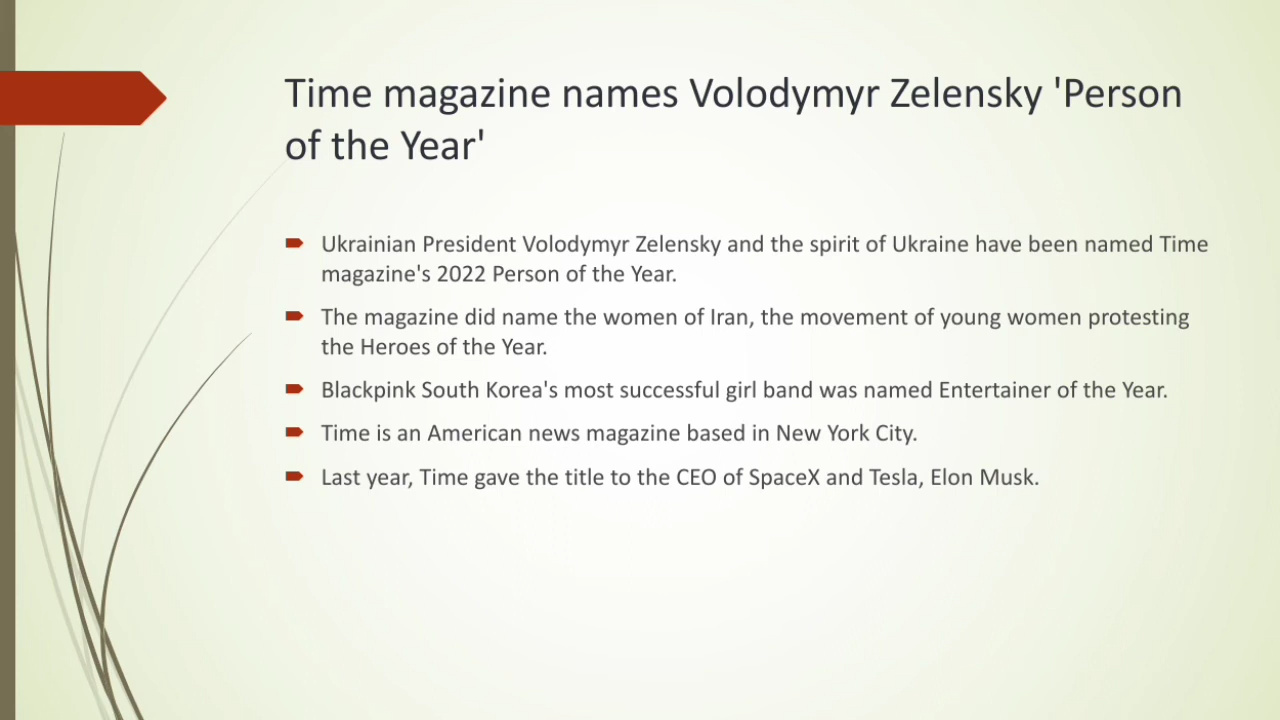 Time magazine names Volodymyr Zelensky 'Person
of the Year'
Ukrainian President Volodymyr Zelensky and the spirit of Ukraine have been named Time
magazine's 2022 Person of the Year.
The magazine did name the women of Iran, the movement of young women protesting
the Heroes of the Year.
Blackpink South Korea's most successful girl band was named Entertainer of the Year.
Time is an American news magazine based in New York City.
Last year, Time gave the title to the CEO of SpaceX and Tesla, Elon Musk.